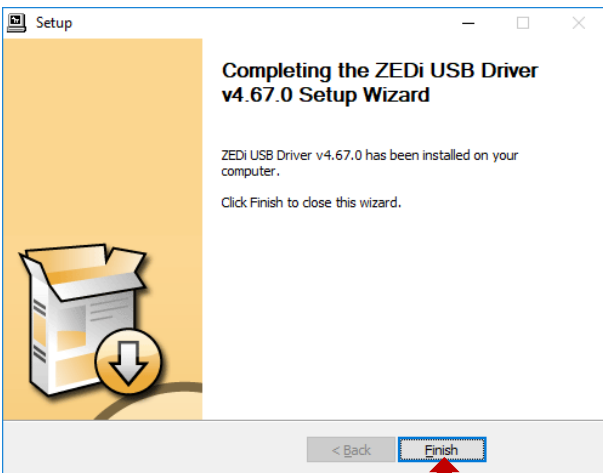 Setup
Completing the ZEDi USB Driver
v4.67.0 Setup Wizard
ZEDi USB Driver v4.67.0 has been installed on your
computer.
Click Finish to close this wizard.
< Back
Finish